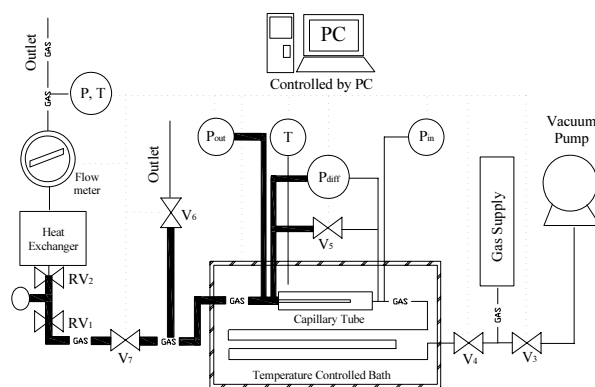 PC
Controlled by PC
Outlet
GAS
GAS
P, T
Flow
meter
Heat
Exchanger
RV2
RV1
GAS
V7
GAS
Outlet
V6
Pout
T
Pdiff
Pin
V5
GAS
GAS
Capillary Tube
Temperature Controlled Bath
V4
GAS
V3
Gas Supply
Vacuum
Pump